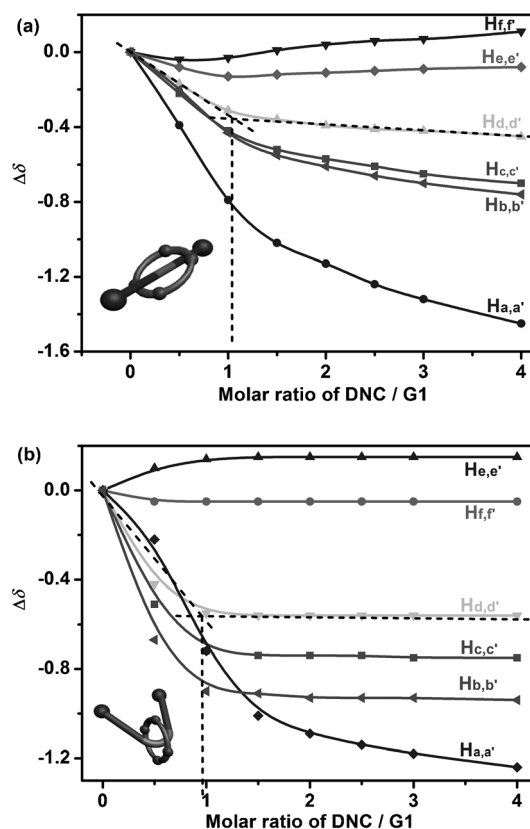 (a)
0.0
-0.4
-0.8
-1.2
-1.6
Δδ
Hf,f'
He,e'
Hd,d'
Hc,c'
Hb,b'
Ha,a'
0 1 2 3 4
Molar ratio of DNC / G1
(b)
0.0
-0.4
-0.8
-1.2
Δδ
He,e'
Hf,f'
Hd,d'
Hc,c'
Hb,b'
Ha,a'
0 1 2 3 4
Molar ratio of DNC / G1